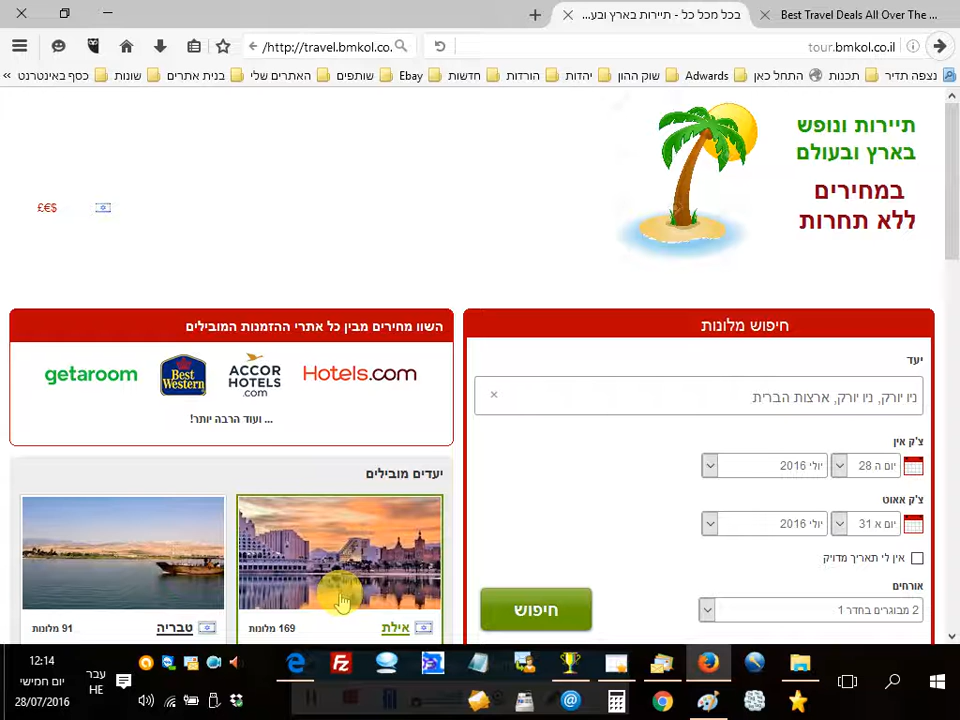 בכל מכל כל - תיירות בארץ ובע...
Best Travel Deals All Over The ...
/http://travel.bmkol.co.
tour.bmkol.co.il
נצפה תדיר
תכנות
התחל כאן
Adwards
שוק ההון
יהדות
הורדות
חדשות
Ebay
שותפים
האתרים שלי
בנית אתרים
שונות
כסף באינטרנט
»
תיירות ונופש
בארץ ובעולם
במחירים
ללא תחרות
£€$
חיפוש מלונות
יעד
ניו יורק, ניו יורק, ארצות הברית
×
צ'ק אין
יום ה 28
יולי 2016
צ'ק אאוט
יום א 31
יולי 2016
אין לי תאריך מדויק
אורחים
2 מבוגרים בחדר 1
חיפוש
השוו מחירים מבין כל אתרי ההזמנות המובילים
getaroom
Best
Western
ACCOR
HOTELS
.com
Hotels.com
... ועוד הרבה יותר!
יעדים מובילים
אילת
169 מלונות
טבריה
91 מלונות
12:14
יום חמישי
28/07/2016
עבר
HE